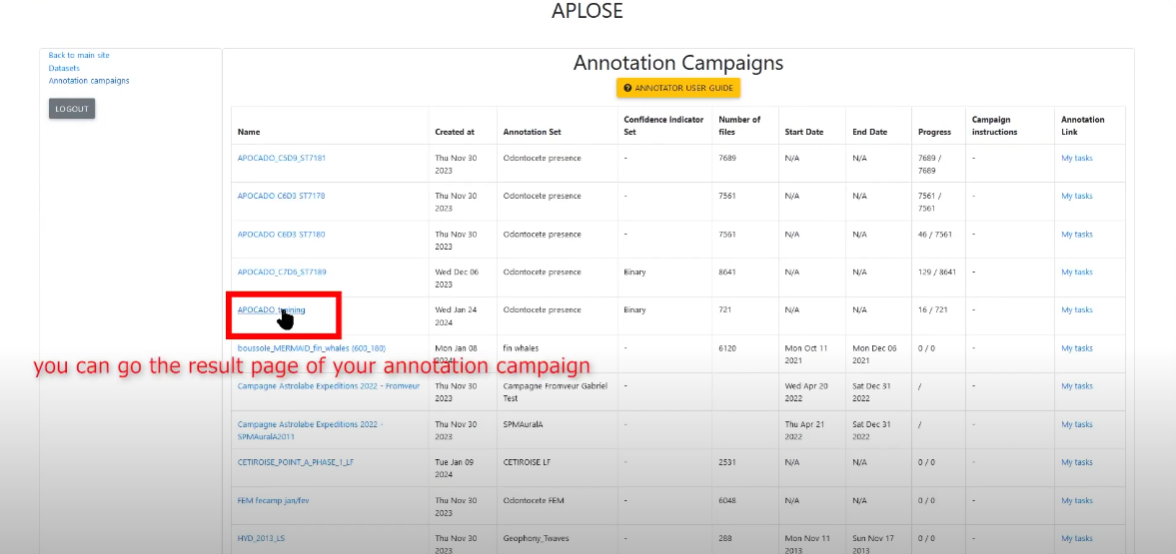 APLOSE
Back to main site
Datasets
Annotation campaigns
LOGOUT
Annotation Campaigns
ANNOTATOR USER GUIDE
Name Created at Annotation Set Confidence indicator Set Number of files Start Date End Date Progress Campaign instructions Annotation Link
APOCADO_C5D9_ST7181 Thu Nov 30 2023 Odontocete presence - 7689 N/A N/A 7689 / 7689 - My tasks
APOCADO C6D3 ST7178 Thu Nov 30 2023 Odontocete presence - 7561 N/A N/A 7561 / 7561 - My tasks
APOCADO C6D3 ST7180 Thu Nov 30 2023 Odontocete presence - 7561 N/A N/A 46 / 7561 - My tasks
APOCADO_C7D6_ST7189 Wed Dec 06 2023 Odontocete presence Binary 8641 N/A N/A 129 / 8641 - My tasks
APOCADO_training Wed Jan 24 2024 Odontocete presence Binary 721 N/A N/A 16 / 721 - My tasks
boussole_MERMAID_fin_whales (600_180) Mon Jan 08 2024 fin whales - 6120 Mon Oct 11 2021 Mon Dec 06 2021 0 / 0 - My tasks
you can go the result page of your annotation campaign
Campagne Astrolabe Expeditions 2022 - Fromveur Thu Nov 30 2023 Campagne Fromveur Gabriel Test - Wed Apr 20 2022 Sat Dec 31 2022 / - My tasks
Campagne Astrolabe Expeditions 2022 - SPMAuralA2011 Thu Nov 30 2023 SPMAuralA - Thu Apr 21 2022 Sat Dec 31 2022 / - My tasks
CETIROISE_POINT_A_PHASE_1_LF Tue Jan 09 2024 CETIROISE LF - 2531 N/A N/A 0 / 0 - My tasks
FEM fecamp jan/fev Thu Nov 30 2023 Odontocete FEM - 6048 N/A N/A 0 / 0 - My tasks
HYD_2013_LS Thu Nov 30 2023 Geophony_Twaves - 288 Mon Nov 11 2013 Sun Nov 17 2013 0 / 0 - My tasks